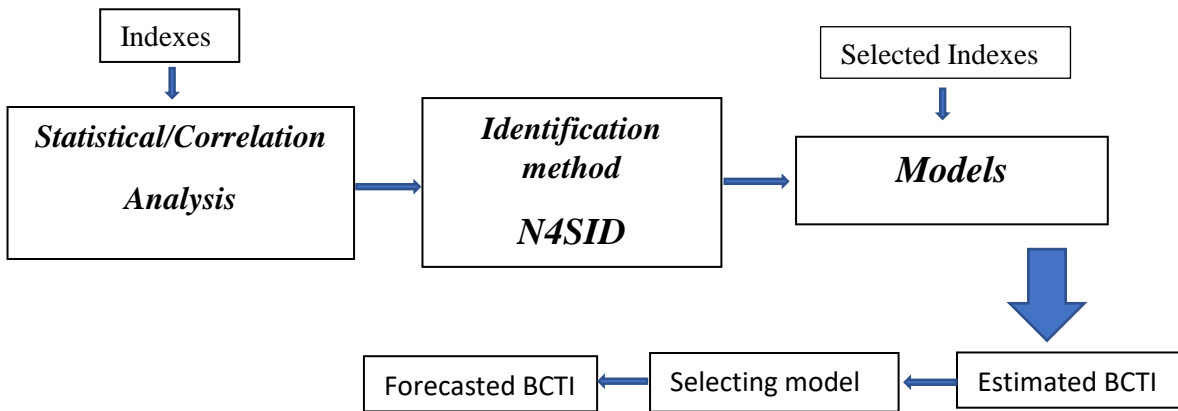 Indexes
Statistical/Correlation
Analysis
Identification
method
N4SID
Selected Indexes
Models
Estimated BCTI
Selecting model
Forecasted BCTI